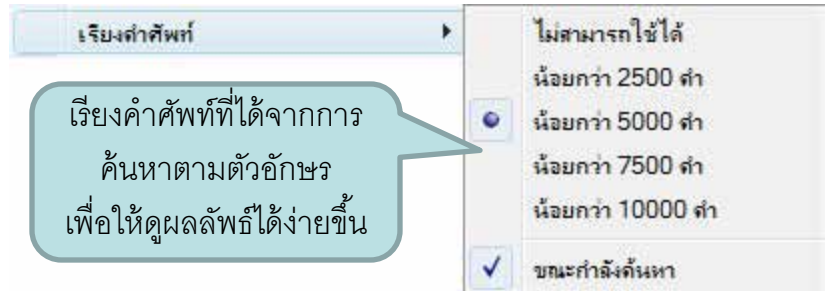 เรียงคำศัพท์
ไม่สามารถใช้ได้
น้อยกว่า 2500 คำ
น้อยกว่า 5000 คำ
น้อยกว่า 7500 คำ
น้อยกว่า 10000 คำ
ขณะกำลังค้นหา
เรียงคำศัพท์ที่ได้จากการ
ค้นหาตามตัวอักษร
เพื่อให้ดูผลลัพธ์ได้ง่ายขึ้น